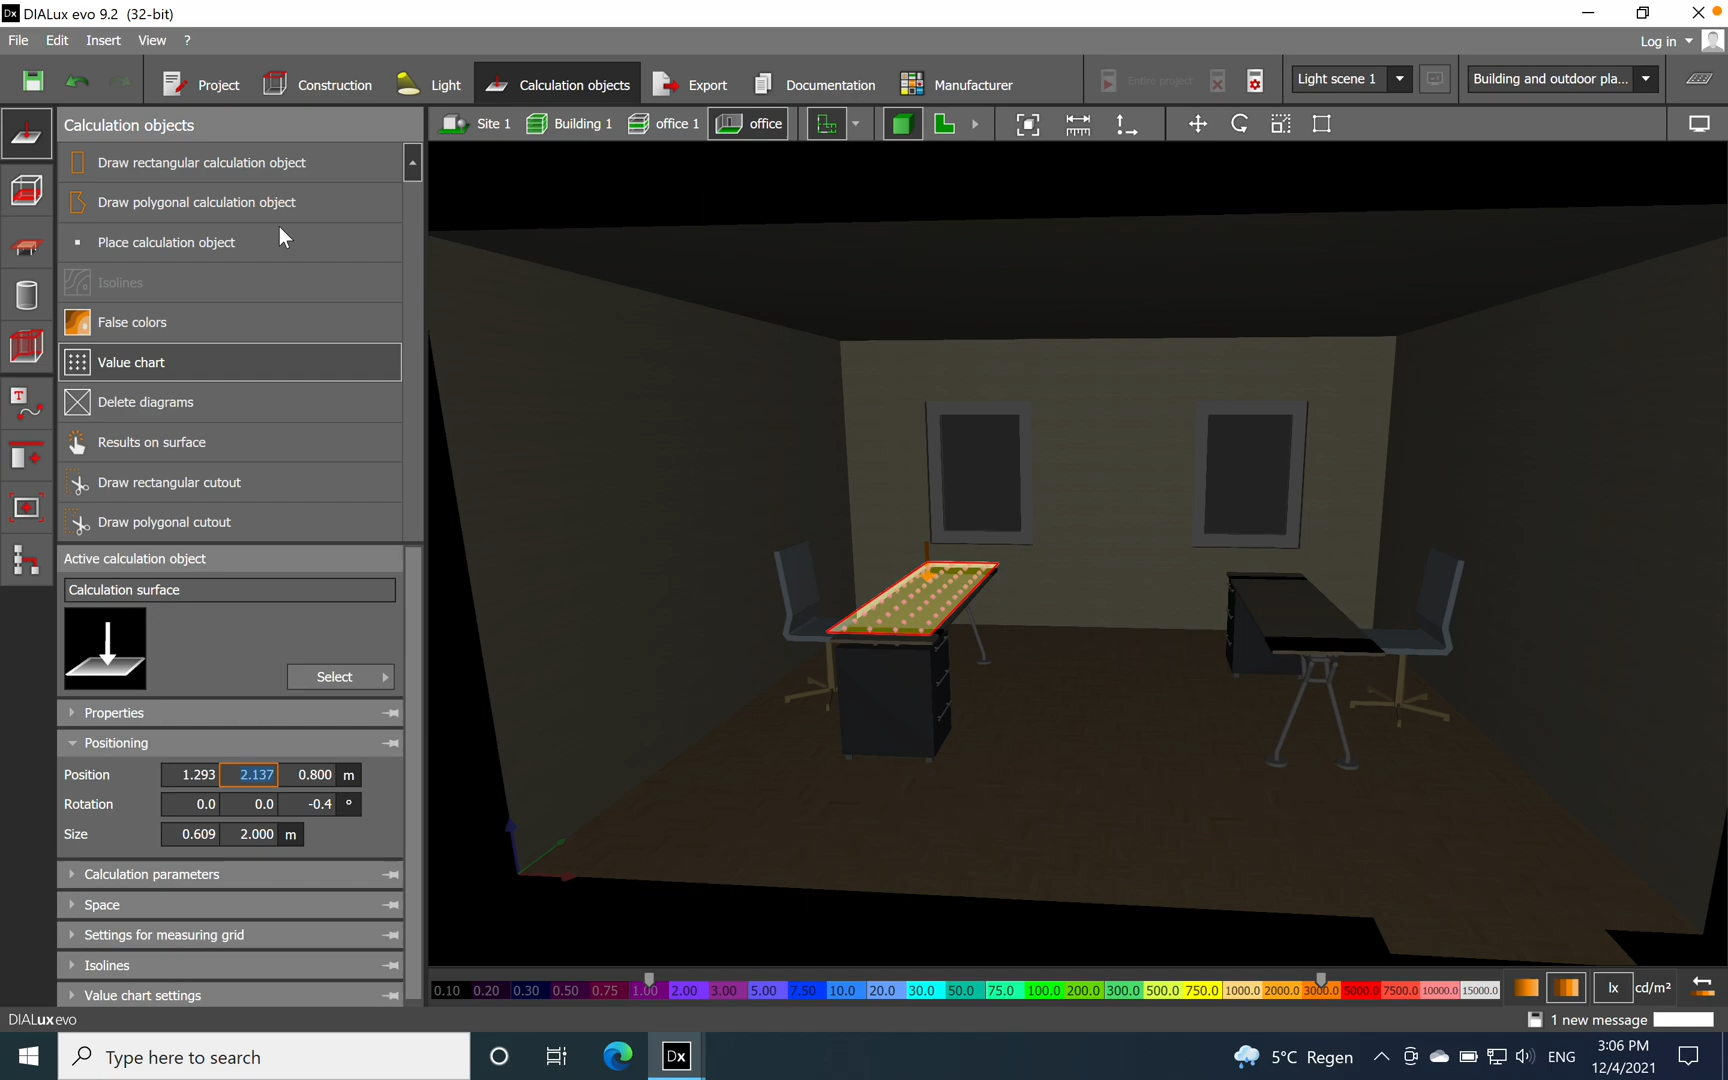 DIALux evo 9.2 (32-bit)
File Edit Insert View ?
Log in
Project Construction Light Calculation objects Export Documentation Manufacturer Entire project Light scene 1 Building and outdoor pla...
Calculation objects
Site 1 Building 1 office 1 office
Draw rectangular calculation object
Draw polygonal calculation object
Place calculation object
Isolines
False colors
Value chart
Delete diagrams
Results on surface
Draw rectangular cutout
Draw polygonal cutout
Active calculation object
Calculation surface
Select
Properties
Positioning
Position 1.293 2.137 0.800 m
Rotation 0.0 0.0 -0.4 °
Size 0.609 2.000 m
Calculation parameters
Space
Settings for measuring grid
Isolines
Value chart settings
0.10 0.20 0.30 0.50 0.75 1.00 2.00 3.00 5.00 7.50 10.0 20.0 30.0 50.0 75.0 100.0 200.0 300.0 500.0 750.0 1000.0 2000.0 3000.0 5000.0 7500.0 10000.0 15000.0 lx cd/m²
DIALux evo
1 new message
Type here to search
Dx
5°C Regen
ENG
3:06 PM
12/4/2021